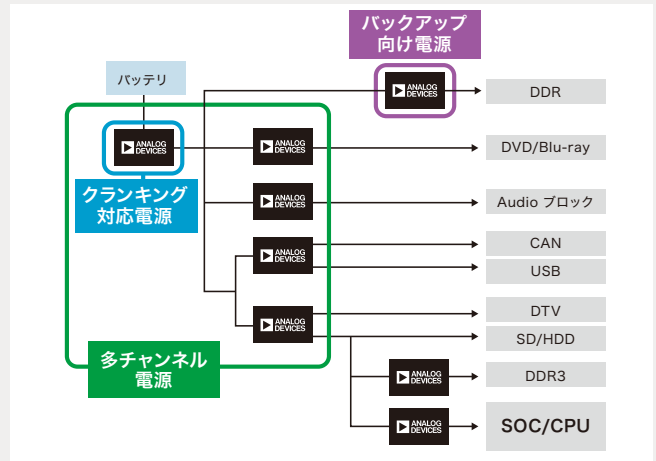 バックアップ
向け電源
バッテリ
ANALOG
DEVICES
DDR
ANALOG
DEVICES
ANALOG
DEVICES
DVD/Blu-ray
クランキング
対応電源
ANALOG
DEVICES
Audio ブロック
ANALOG
DEVICES
CAN
USB
ANALOG
DEVICES
DTV
SD/HDD
多チャンネル
電源
ANALOG
DEVICES
DDR3
ANALOG
DEVICES
SOC/CPU